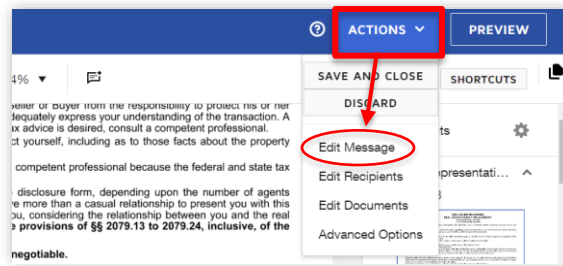 ACTIONS
PREVIEW
4%
SAVE AND CLOSE
SHORTCUTS
DISCARD
Seller or Buyer from the responsibility to protect his or her
dequately express your understanding of the transaction. A
x advice is desired, consult a competent professional.
ct yourself, including as to those facts about the property
competent professional because the federal and state tax
disclosure form, depending upon the number of agents
ve more than a casual relationship to present you with this
ou, considering the relationship between you and the real
e provisions of §§ 2079.13 to 2079.24, inclusive, of the
negotiable.
Edit Message
Edit Recipients
Edit Documents
Advanced Options
ts
presentati...
3